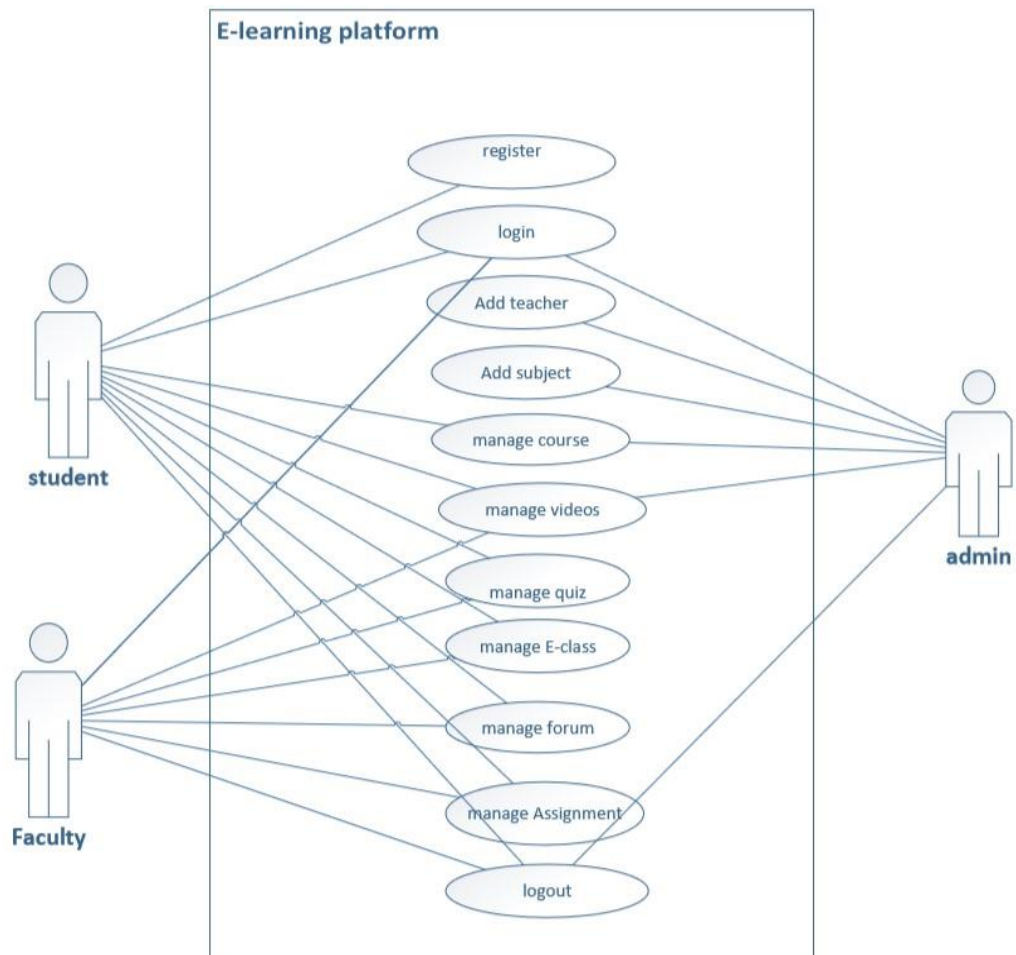 E-learning platform
register
login
Add teacher
Add subject
manage course
student
manage videos
admin
manage quiz
manage E-class
manage forum
manage Assignment
Faculty
logout